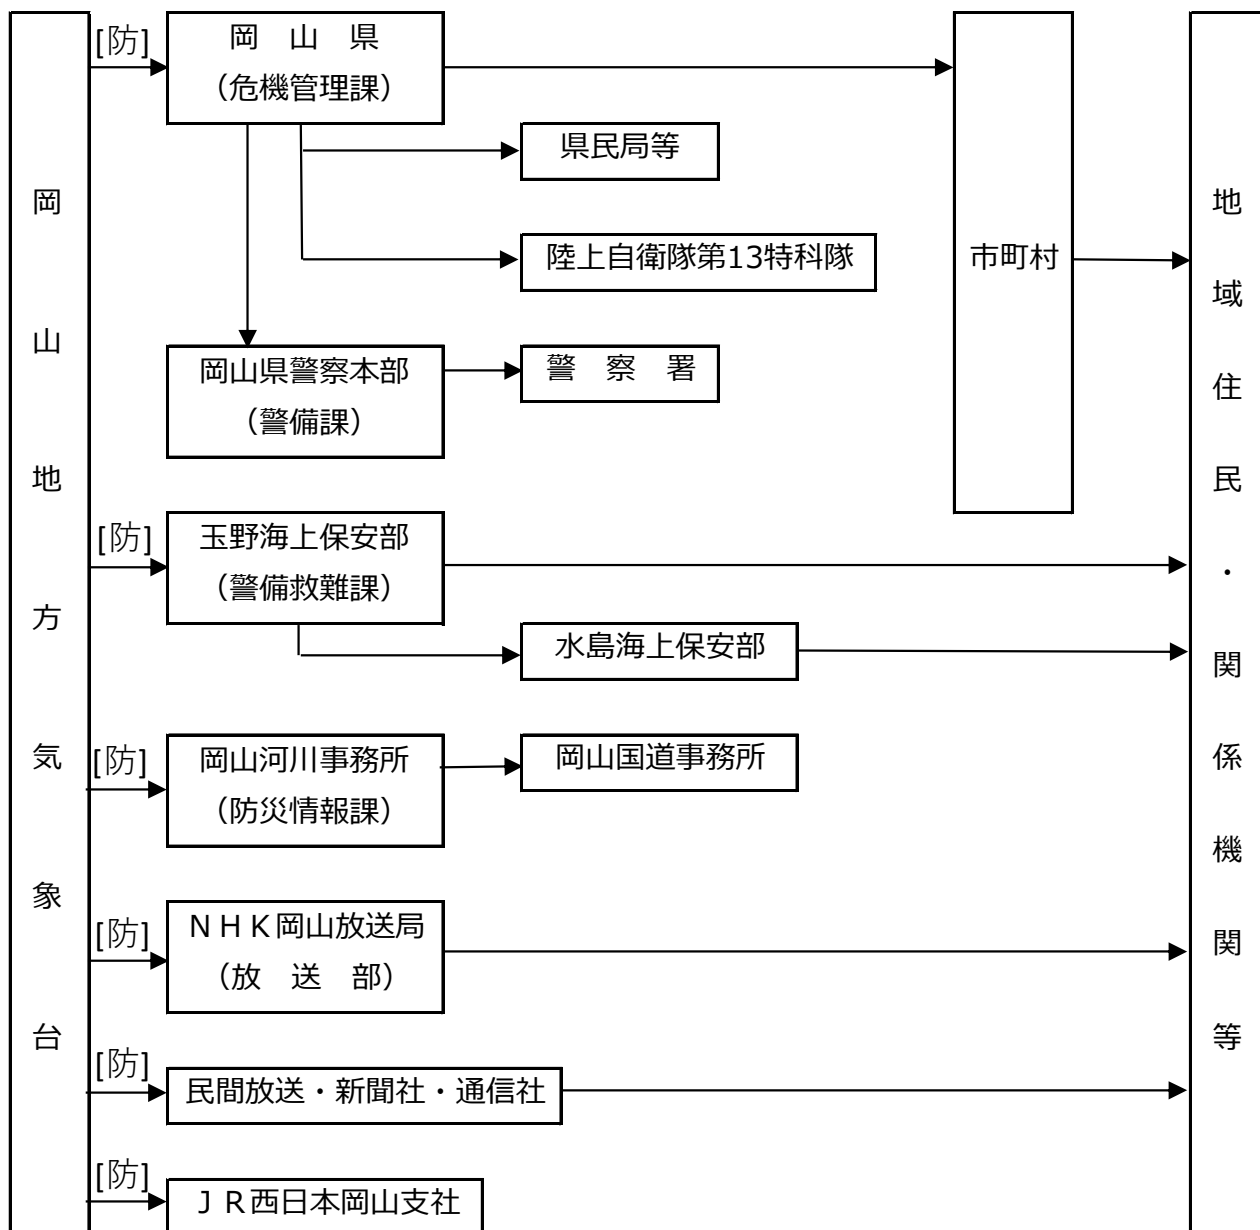 岡山地方気象台
[防]
岡　山　県
（危機管理課）
県民局等
陸上自衛隊第13特科隊
岡山県警察本部
（警備課）
警　察　署
市町村
地域住民・関係機関等
[防]
玉野海上保安部
（警備救難課）
水島海上保安部
[防]
岡山河川事務所
（防災情報課）
岡山国道事務所
[防]
ＮＨＫ岡山放送局
（放　送　部）
[防]
民間放送・新聞社・通信社
[防]
ＪＲ西日本岡山支社